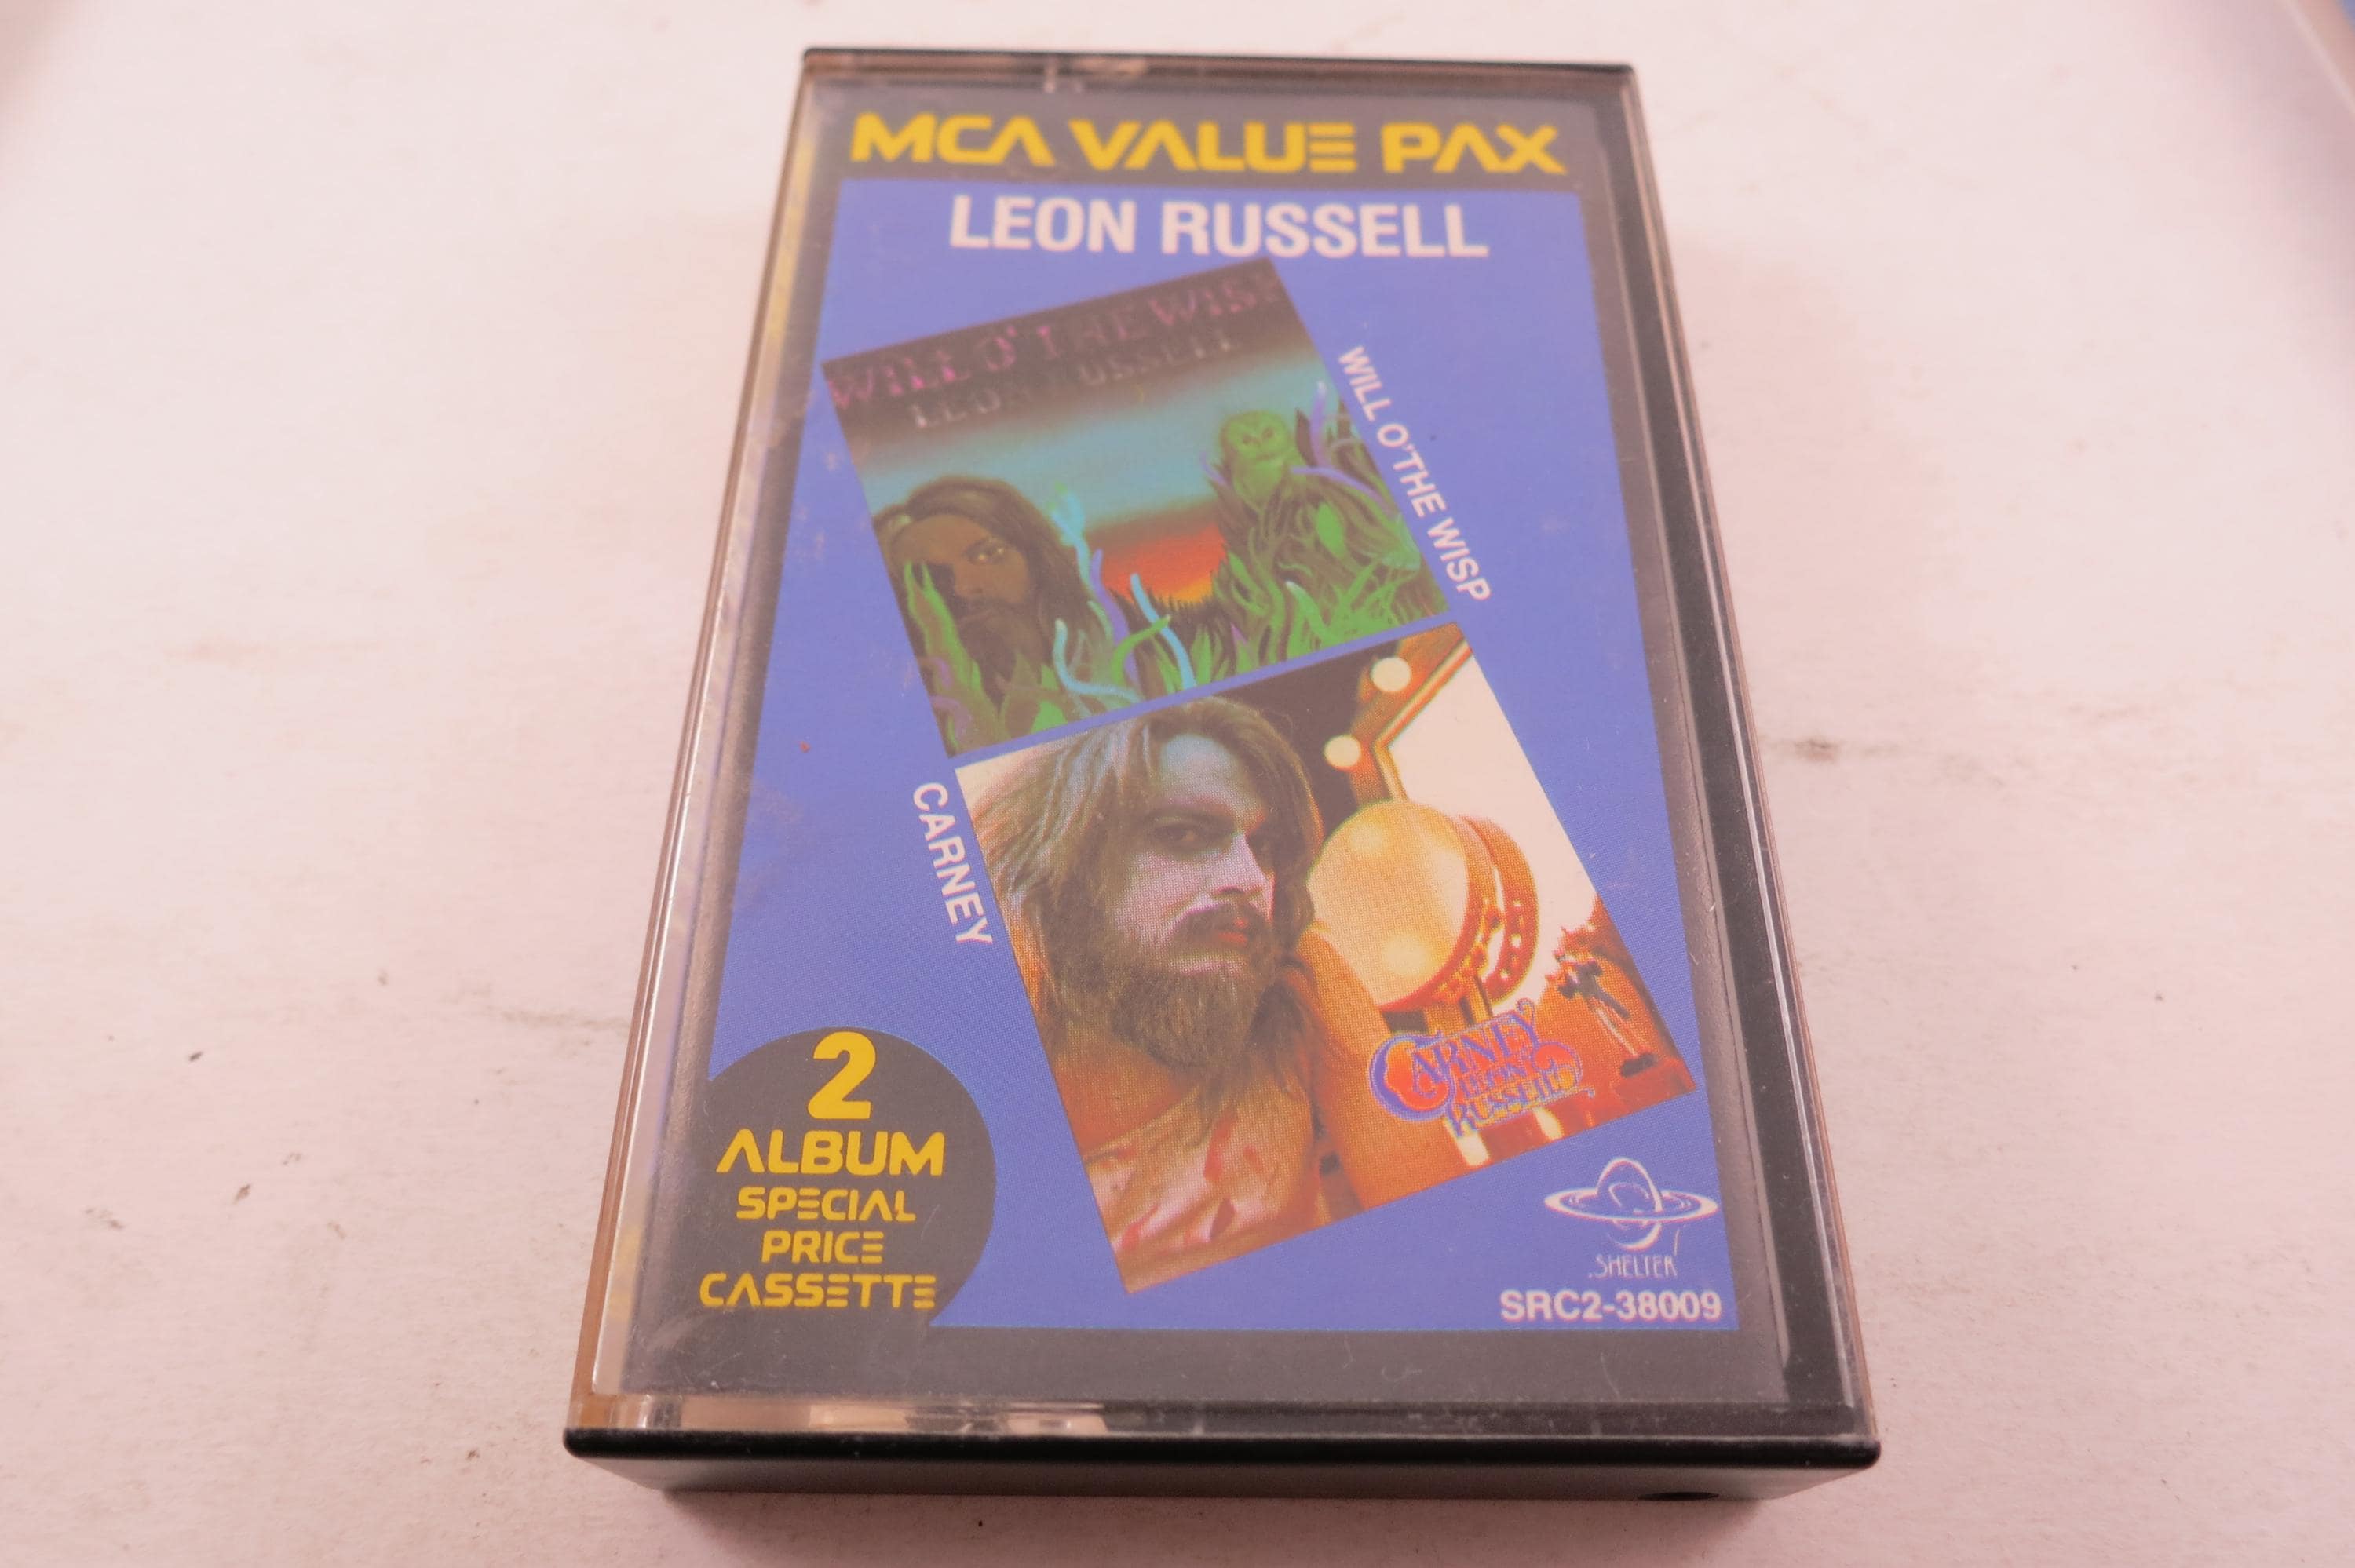 MCA VALUE PAX
LEON RUSSELL
WILL O' THE WISP
LEON RUSSELL
WILL O'THE WISP
CARNEY
CARNEY
LEON
RUSSELL
2
ALBUM
SPECIAL
PRICE
CASSETTE
SHELTER
SRC2-38009